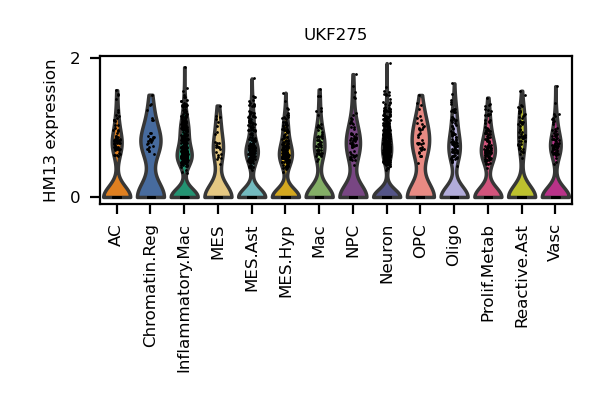 UKF275
HM13 expression
2
0
AC
Chromatin.Reg
Inflammatory.Mac
MES
MES.Ast
MES.Hyp
Mac
NPC
Neuron
OPC
Oligo
Prolif.Metab
Reactive.Ast
Vasc